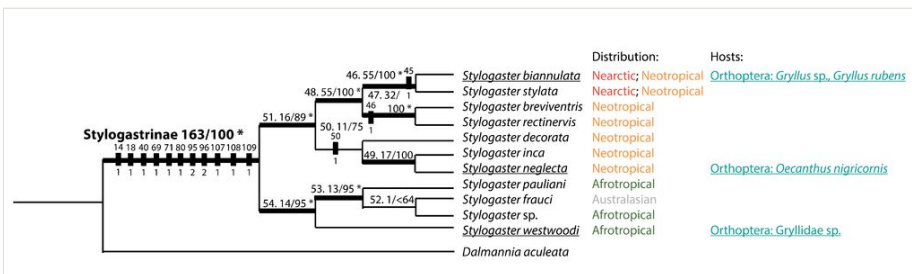 Distribution: Hosts:
46. 55/100 * 45 Stylogaster biannulata Nearctic; Neotropical Orthoptera: Gryllus sp., Gryllus rubens
48. 55/100 * 47. 32/ 1 Stylogaster stylata Nearctic; Neotropical
46 100 * Stylogaster breviventris Neotropical
51. 16/89 * 1 Stylogaster rectinervis Neotropical
Stylogastrinae 163/100 * 50. 11/75 Stylogaster decorata Neotropical
14 18 40 69 71 80 95 96 107 108 109 50 Stylogaster inca Neotropical
1 1 1 1 1 1 2 2 1 1 1 1 49. 17/100 Stylogaster neglecta Neotropical Orthoptera: Oecanthus nigricornis
53. 13/95 * Stylogaster pauliani Afrotropical
52. 1/<64 Stylogaster frauci Australasian
54. 14/95 * Stylogaster sp. Afrotropical
Stylogaster westwoodi Afrotropical Orthoptera: Gryllidae sp.
Dalmannia aculeata